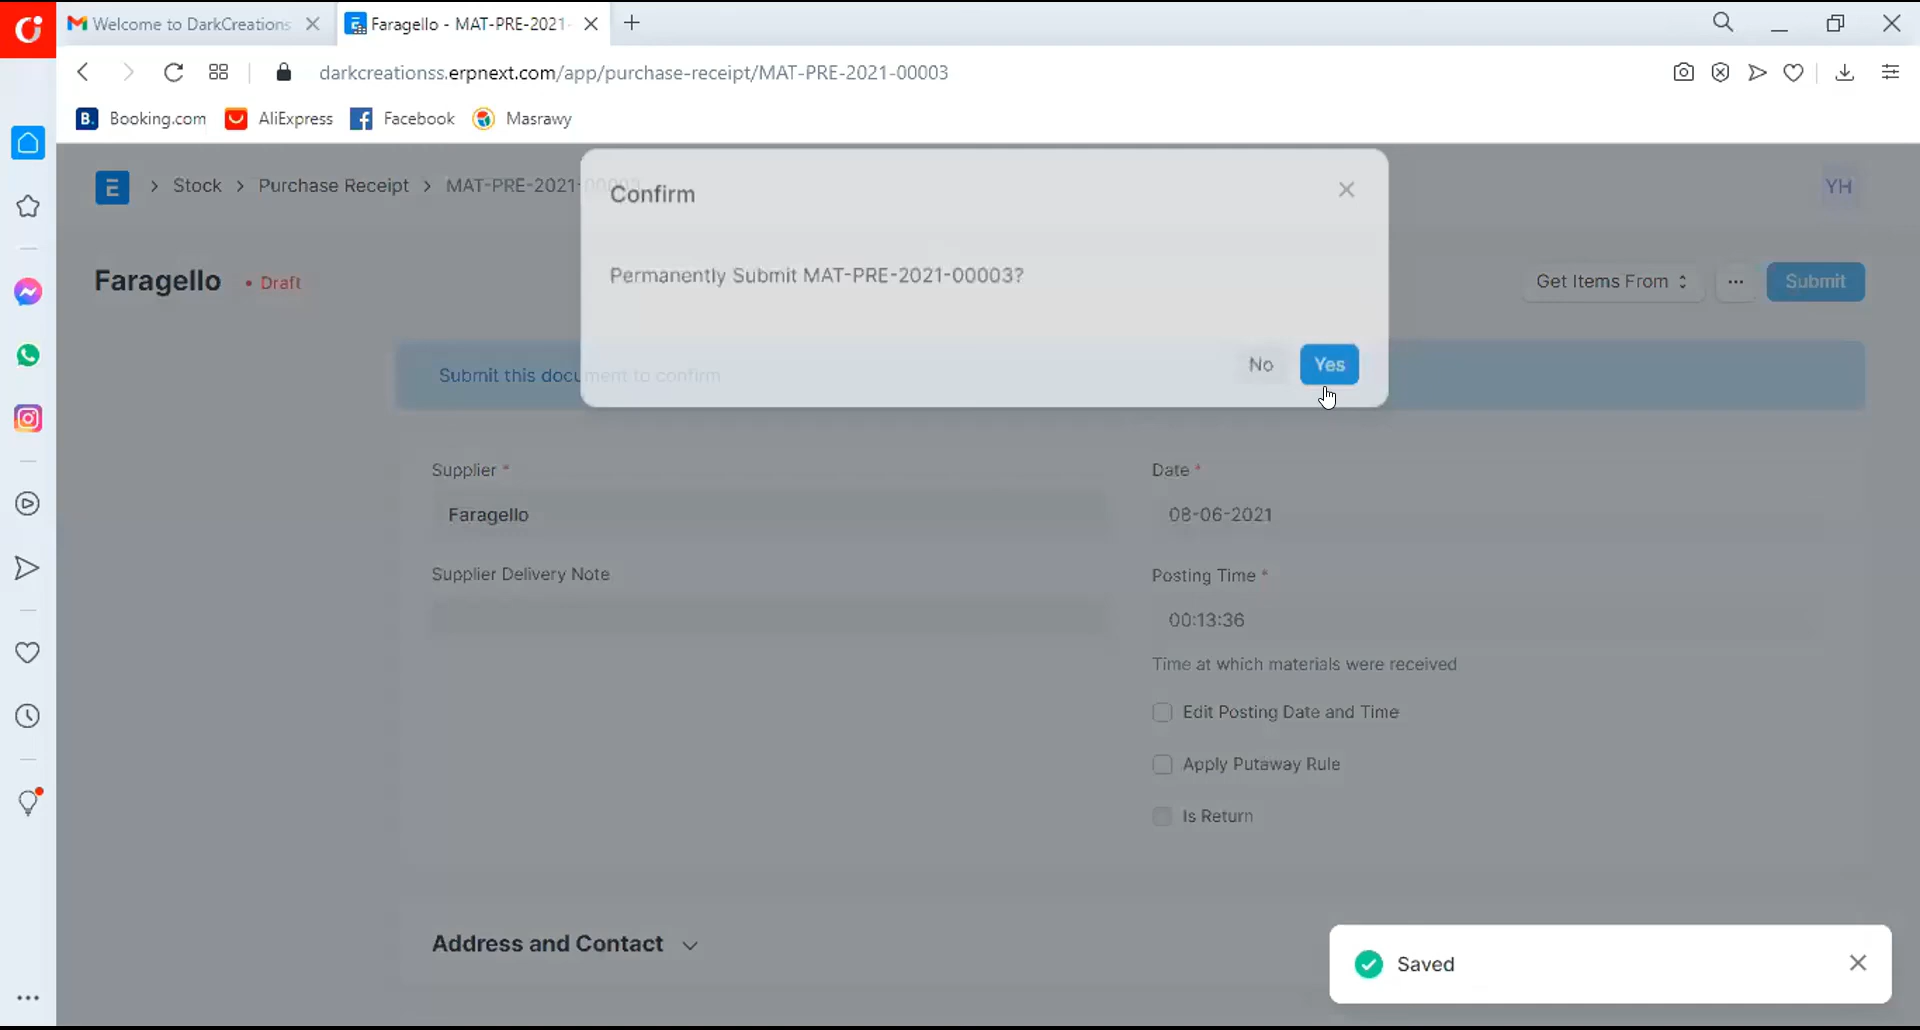 Welcome to DarkCreations
Faragello - MAT-PRE-2021-
darkcreationss.erpnext.com/app/purchase-receipt/MAT-PRE-2021-00003
B. Booking.com AliExpress Facebook Masrawy
E > Stock > Purchase Receipt > MAT-PRE-2021-00003
YH
Confirm
Permanently Submit MAT-PRE-2021-00003?
No Yes
Faragello • Draft
Get Items From ... Submit
Submit this document to confirm
Supplier *
Faragello
Supplier Delivery Note
Date *
08-06-2021
Posting Time *
00:13:36
Time at which materials were received
Edit Posting Date and Time
Apply Putaway Rule
Is Return
Address and Contact
Saved